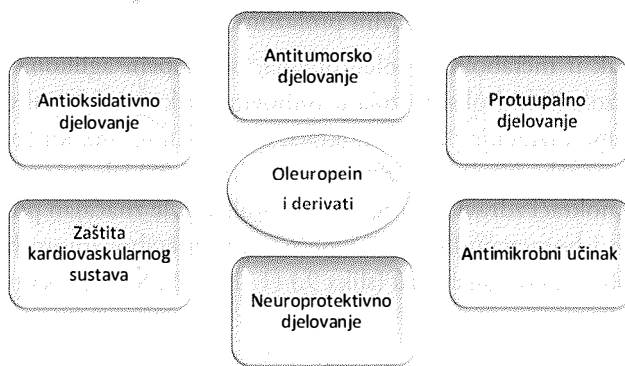 Antitumorsko
djelovanje
Antioksidativno
djelovanje
Protuupalno
djelovanje
Oleuropein
i derivati
Zaštita
kardiovaskularnog
sustava
Antimikrobni učinak
Neuroprotektivno
djelovanje